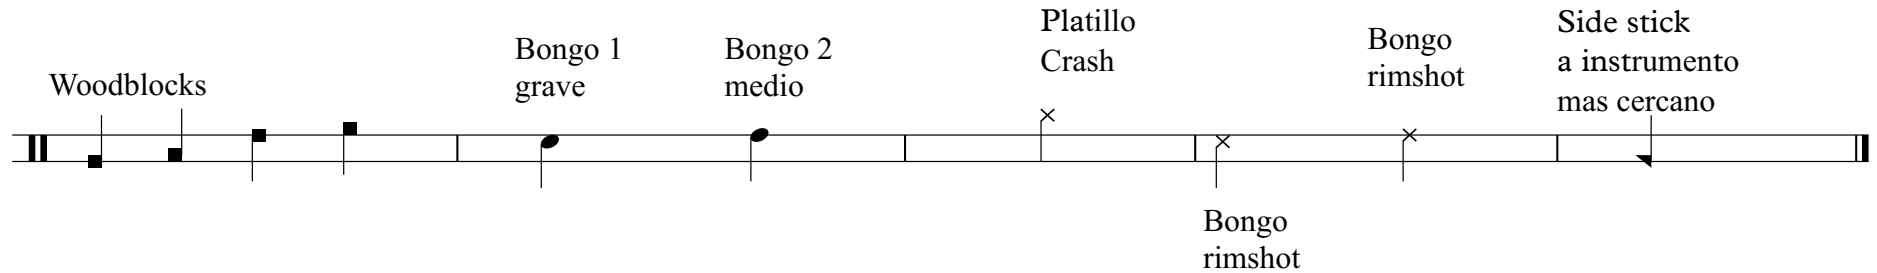 Woodblocks
Bongo 1
grave
Bongo 2
medio
Platillo
Crash
Bongo
rimshot
Bongo
rimshot
Side stick
a instrumento
mas cercano